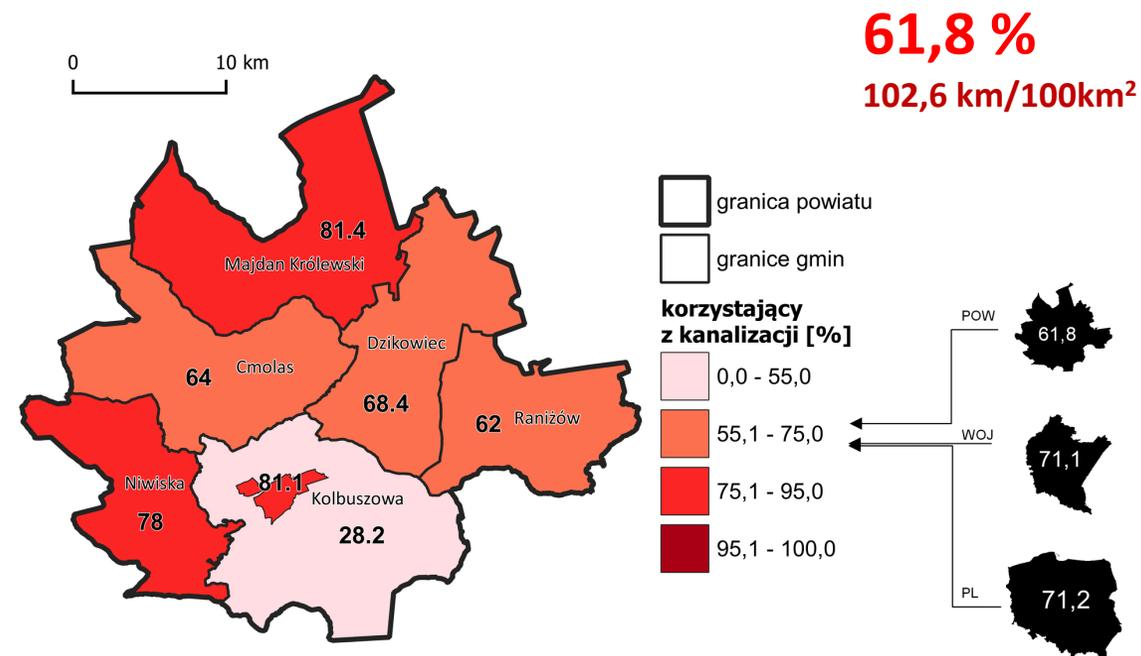 61,8 %
102,6 km/100km²
0 10 km
81.4
Majdan Królewski
Dzikowiec
Cmolas
64
68.4
62 Raniżów
Niwiska
78
81.1
Kolbuszowa
28.2
granica powiatu
granice gmin
korzystający
z kanalizacji [%]
0,0 - 55,0
55,1 - 75,0
75,1 - 95,0
95,1 - 100,0
POW
61,8
WOJ
71,1
PL
71,2